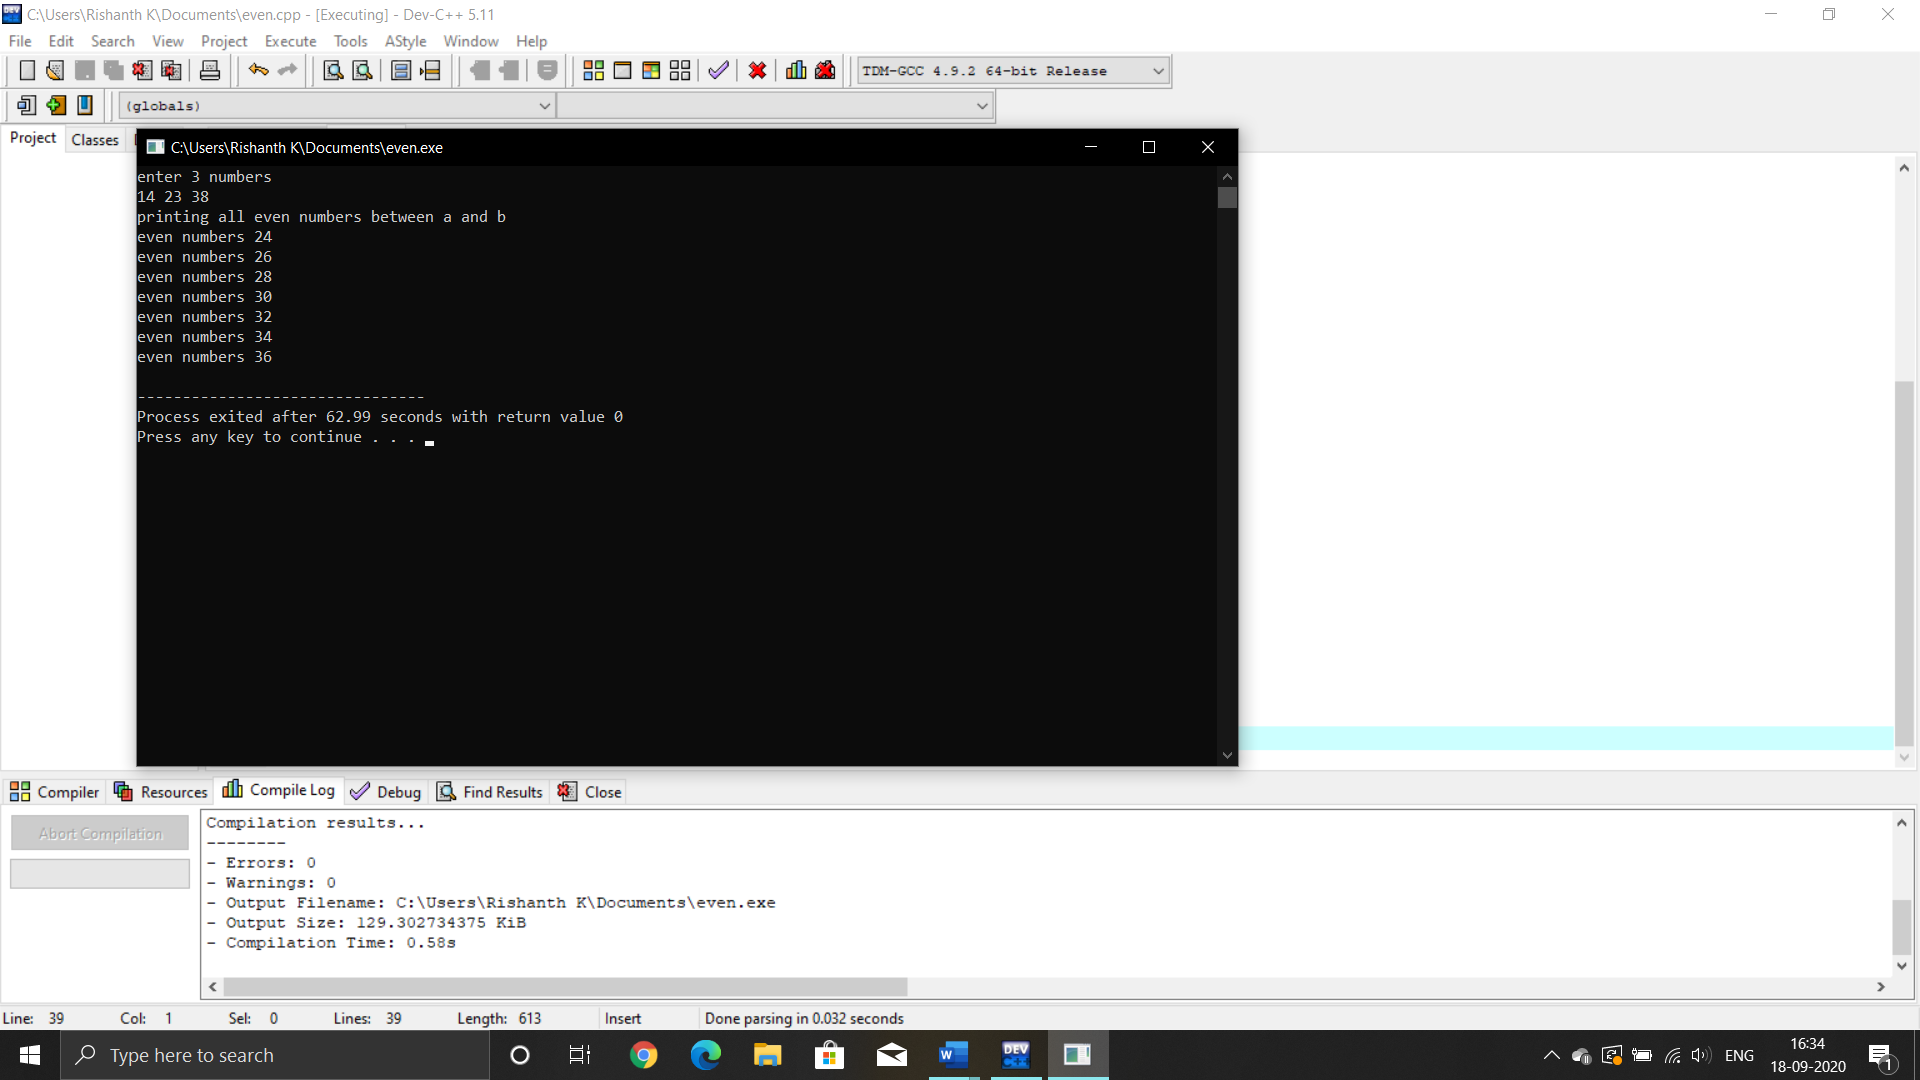 C:\Users\Rishanth K\Documents\even.cpp - [Executing] - Dev-C++ 5.11
File Edit Search View Project Execute Tools AStyle Window Help
TDM-GCC 4.9.2 64-bit Release
(globals)
Project Classes
C:\Users\Rishanth K\Documents\even.exe
enter 3 numbers
14 23 38
printing all even numbers between a and b
even numbers 24
even numbers 26
even numbers 28
even numbers 30
even numbers 32
even numbers 34
even numbers 36
--------------------------------
Process exited after 62.99 seconds with return value 0
Press any key to continue . . .
Compiler Resources Compile Log Debug Find Results Close
Abort Compilation
Compilation results...
--------
- Errors: 0
- Warnings: 0
- Output Filename: C:\Users\Rishanth K\Documents\even.exe
- Output Size: 129.302734375 KiB
- Compilation Time: 0.58s
Line: 39 Col: 1 Sel: 0 Lines: 39 Length: 613 Insert Done parsing in 0.032 seconds
Type here to search
DEV C++
ENG
16:34
18-09-2020
1